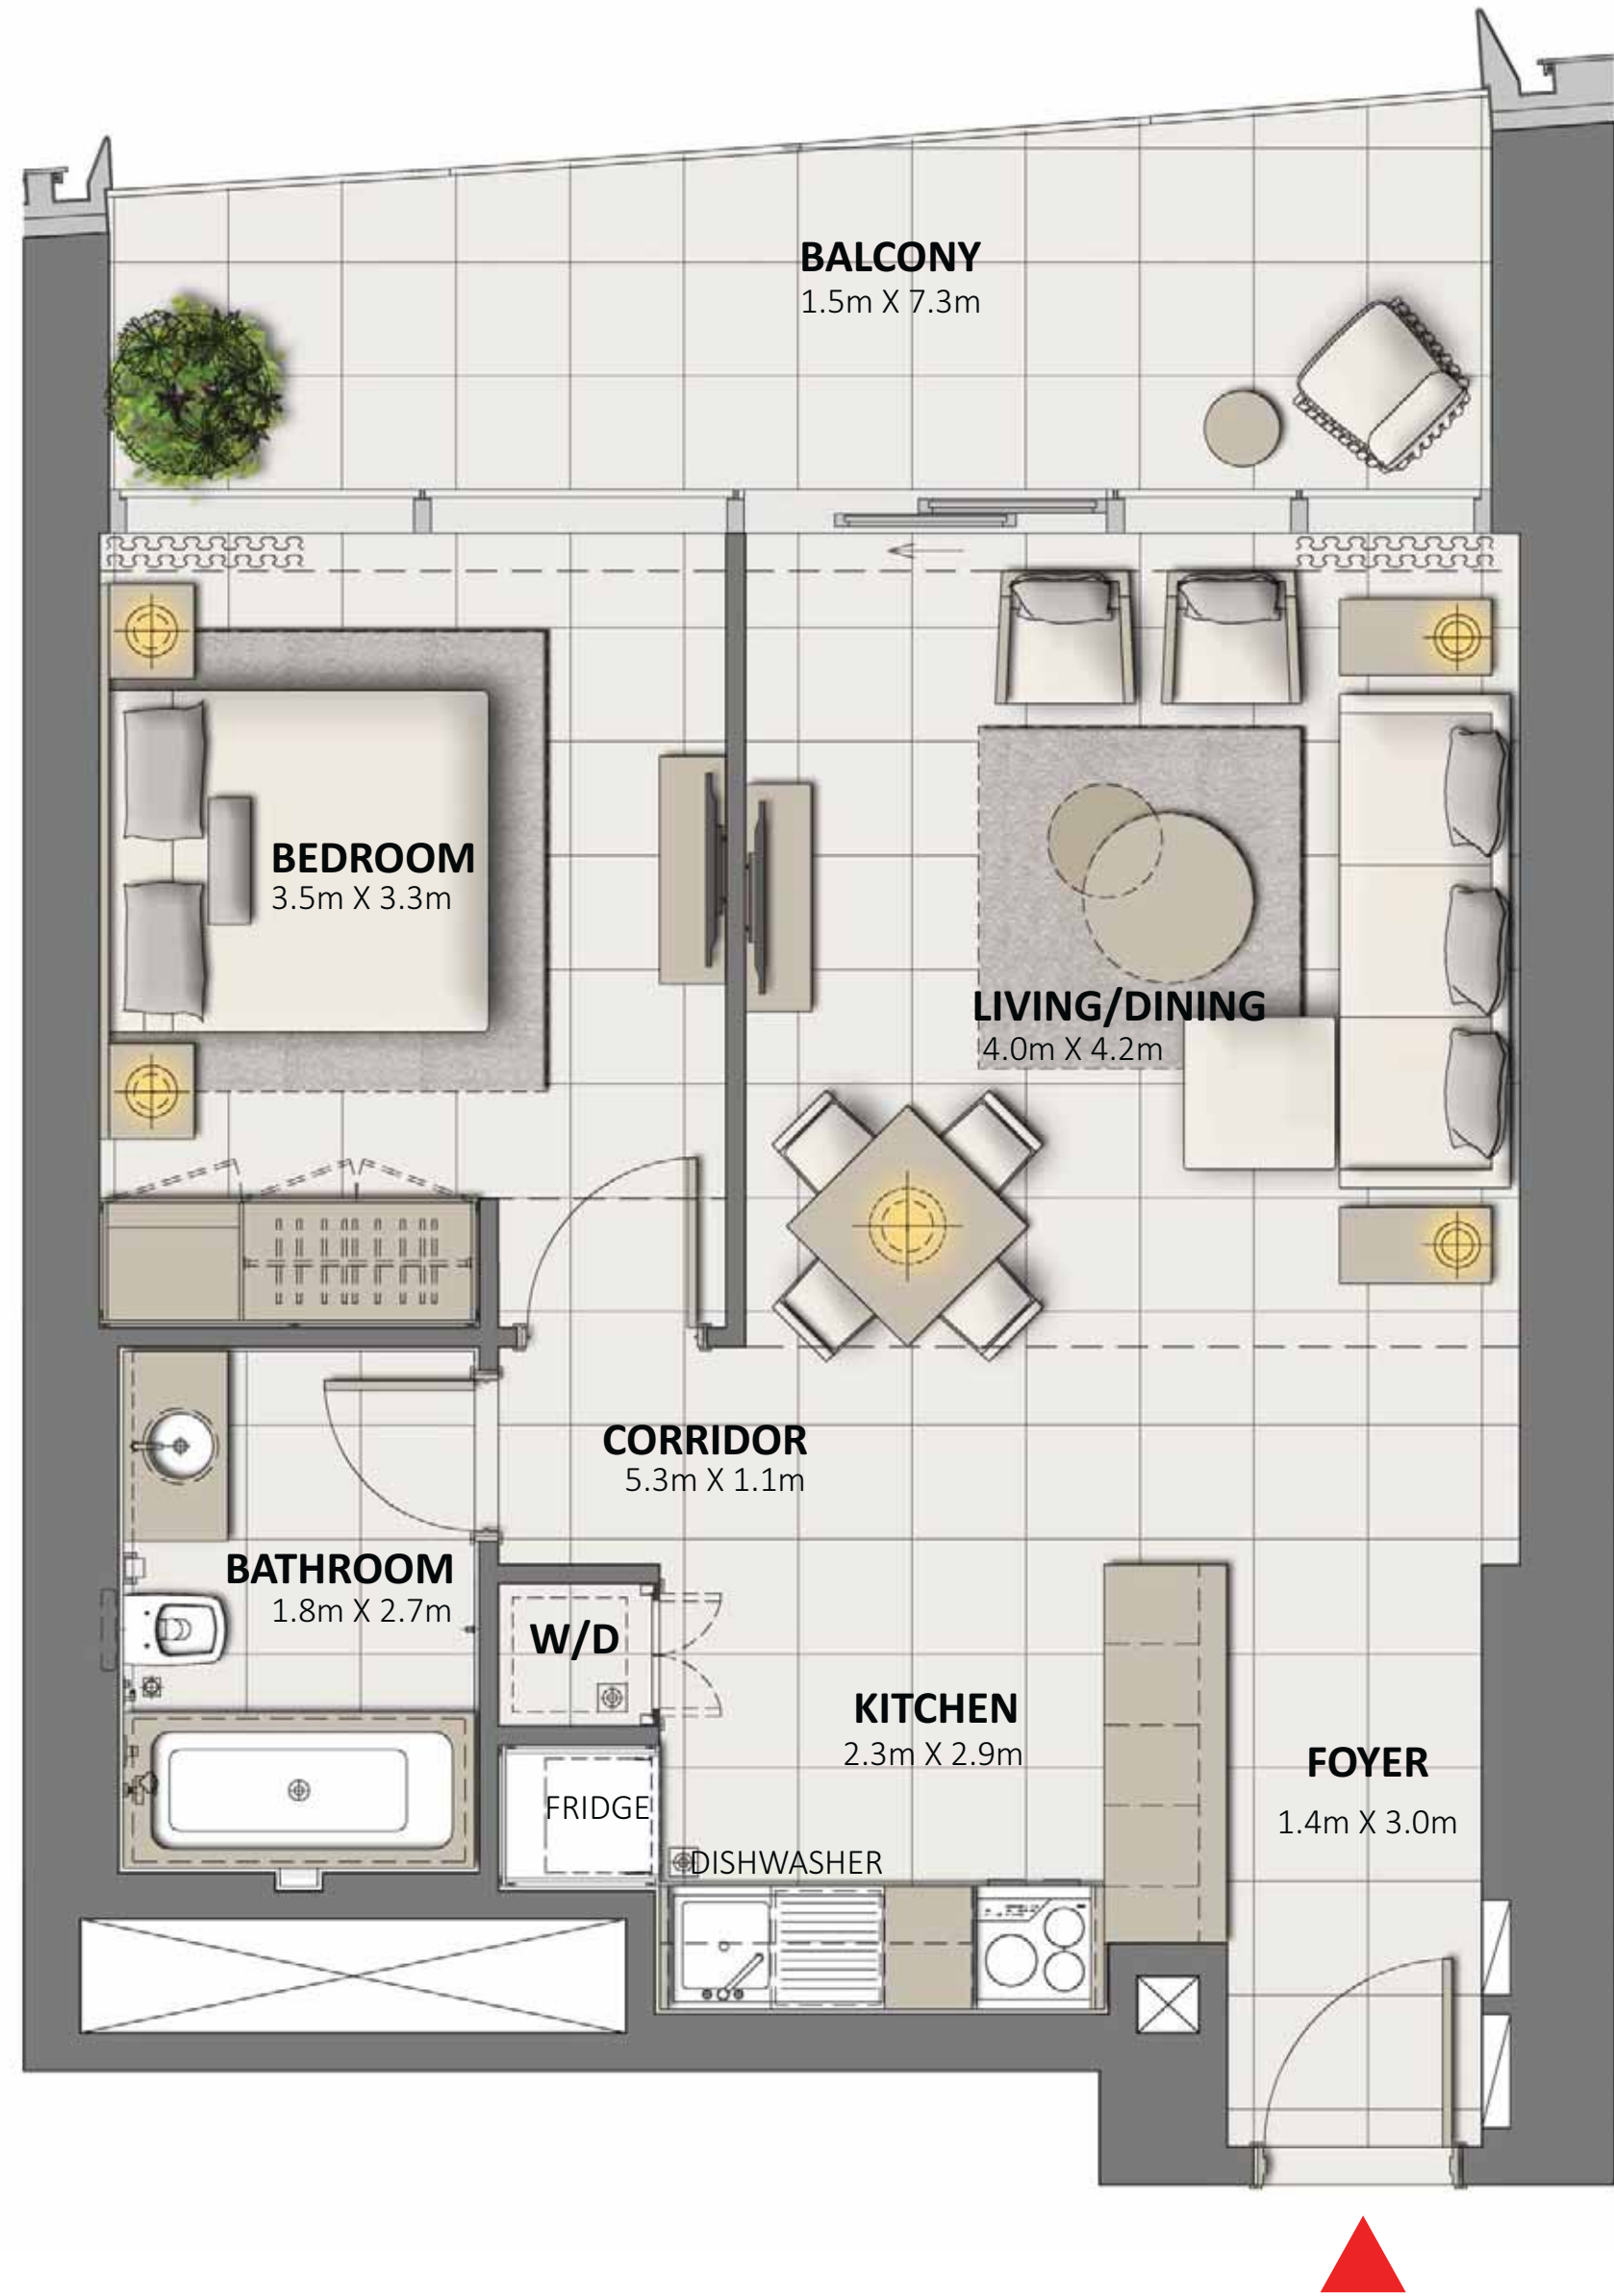 BALCONY
1.5m X 7.3m
BEDROOM
3.5m X 3.3m
LIVING/DINING
4.0m X 4.2m
CORRIDOR
5.3m X 1.1m
BATHROOM
1.8m X 2.7m
W/D
KITCHEN
2.3m X 2.9m
FOYER
1.4m X 3.0m
FRIDGE
DISHWASHER